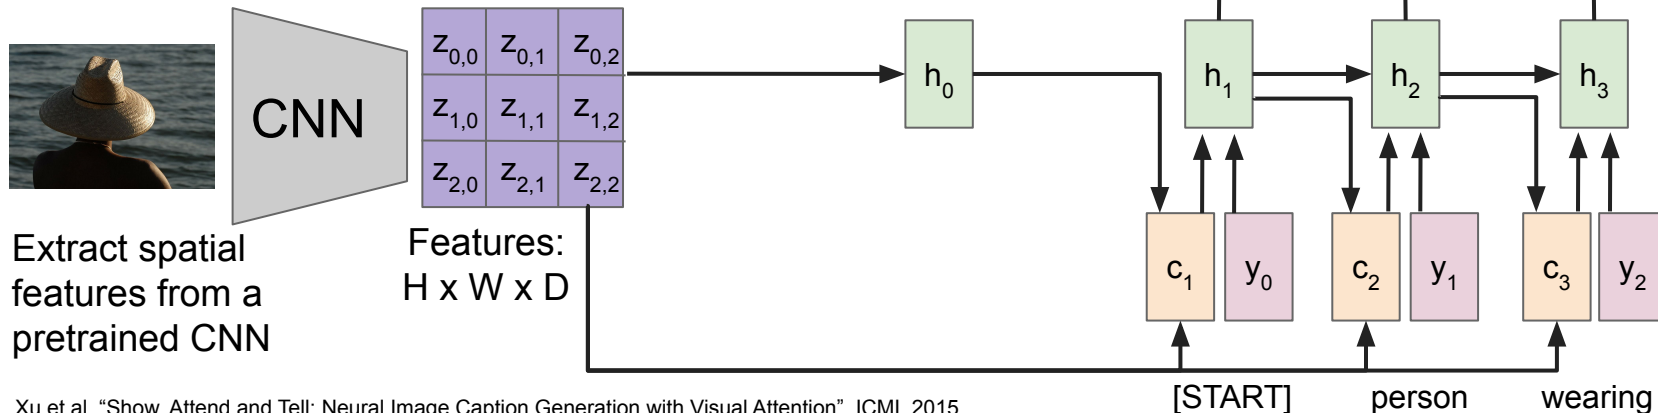 CNN
z0,0 z0,1 z0,2
z1,0 z1,1 z1,2
z2,0 z2,1 z2,2
h0
h1
h2
h3
Extract spatial
features from a
pretrained CNN
Features:
H x W x D
c1 y0 c2 y1 c3 y2
[START] person wearing
Xu et al, “Show, Attend and Tell: Neural Image Caption Generation with Visual Attention”, ICML 2015